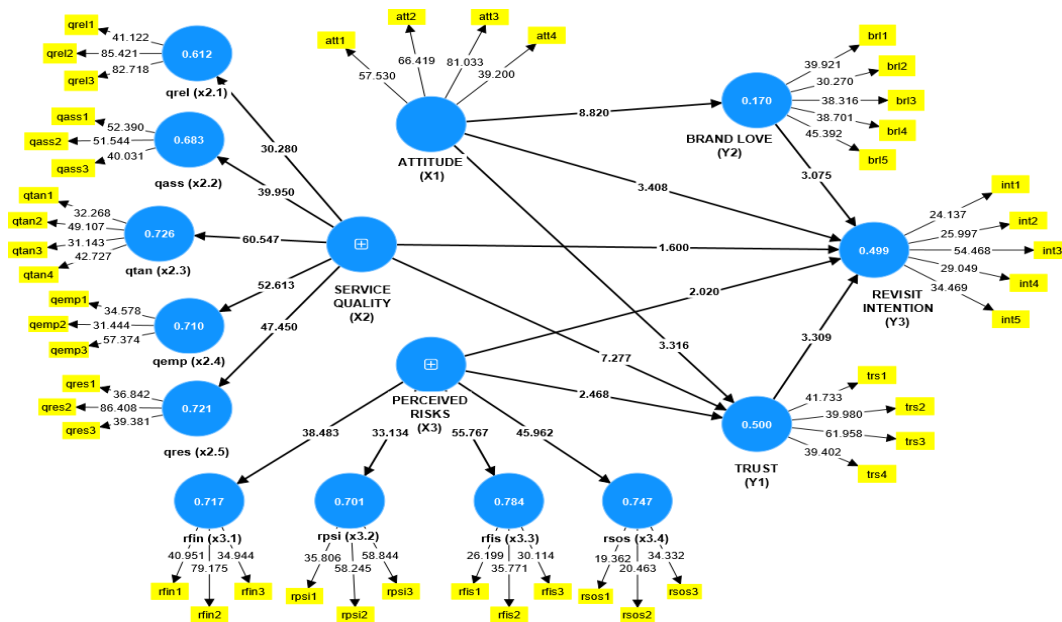 qrel1
41.122
qrel2
85.421
qrel3
82.718
0.612
qrel (x2.1)
qass1
52.390
qass2
51.544
qass3
40.031
0.683
qass (x2.2)
qtan1
32.268
qtan2
49.107
qtan3
31.143
qtan4
42.727
0.726
qtan (x2.3)
qemp1
34.578
qemp2
31.444
qemp3
57.374
0.710
qemp (x2.4)
qres1
36.842
qres2
86.408
qres3
39.381
0.721
qres (x2.5)
30.280
39.950
60.547
52.613
47.450
SERVICE
QUALITY
(X2)
att1
att2
att3
att4
57.530
66.419
81.033
39.200
ATTITUDE
(X1)
8.820
3.408
3.316
1.600
7.277
2.020
2.468
PERCEIVED
RISKS
(X3)
38.483
33.134
55.767
45.962
0.717
rfin (x3.1)
40.951
79.175
34.944
rfin1
rfin2
rfin3
0.701
rpsi (x3.2)
35.806
58.245
58.844
rpsi1
rpsi2
rpsi3
0.784
rfis (x3.3)
26.199
35.771
30.114
rfis1
rfis2
rfis3
0.747
rsos (x3.4)
19.362
20.463
34.332
rsos1
rsos2
rsos3
0.170
BRAND LOVE
(Y2)
39.921
30.270
38.316
38.701
45.392
brl1
brl2
brl3
brl4
brl5
3.075
0.499
REVISIT
INTENTION
(Y3)
24.137
25.997
54.468
29.049
34.469
int1
int2
int3
int4
int5
3.309
0.500
TRUST
(Y1)
41.733
39.980
61.958
39.402
trs1
trs2
trs3
trs4